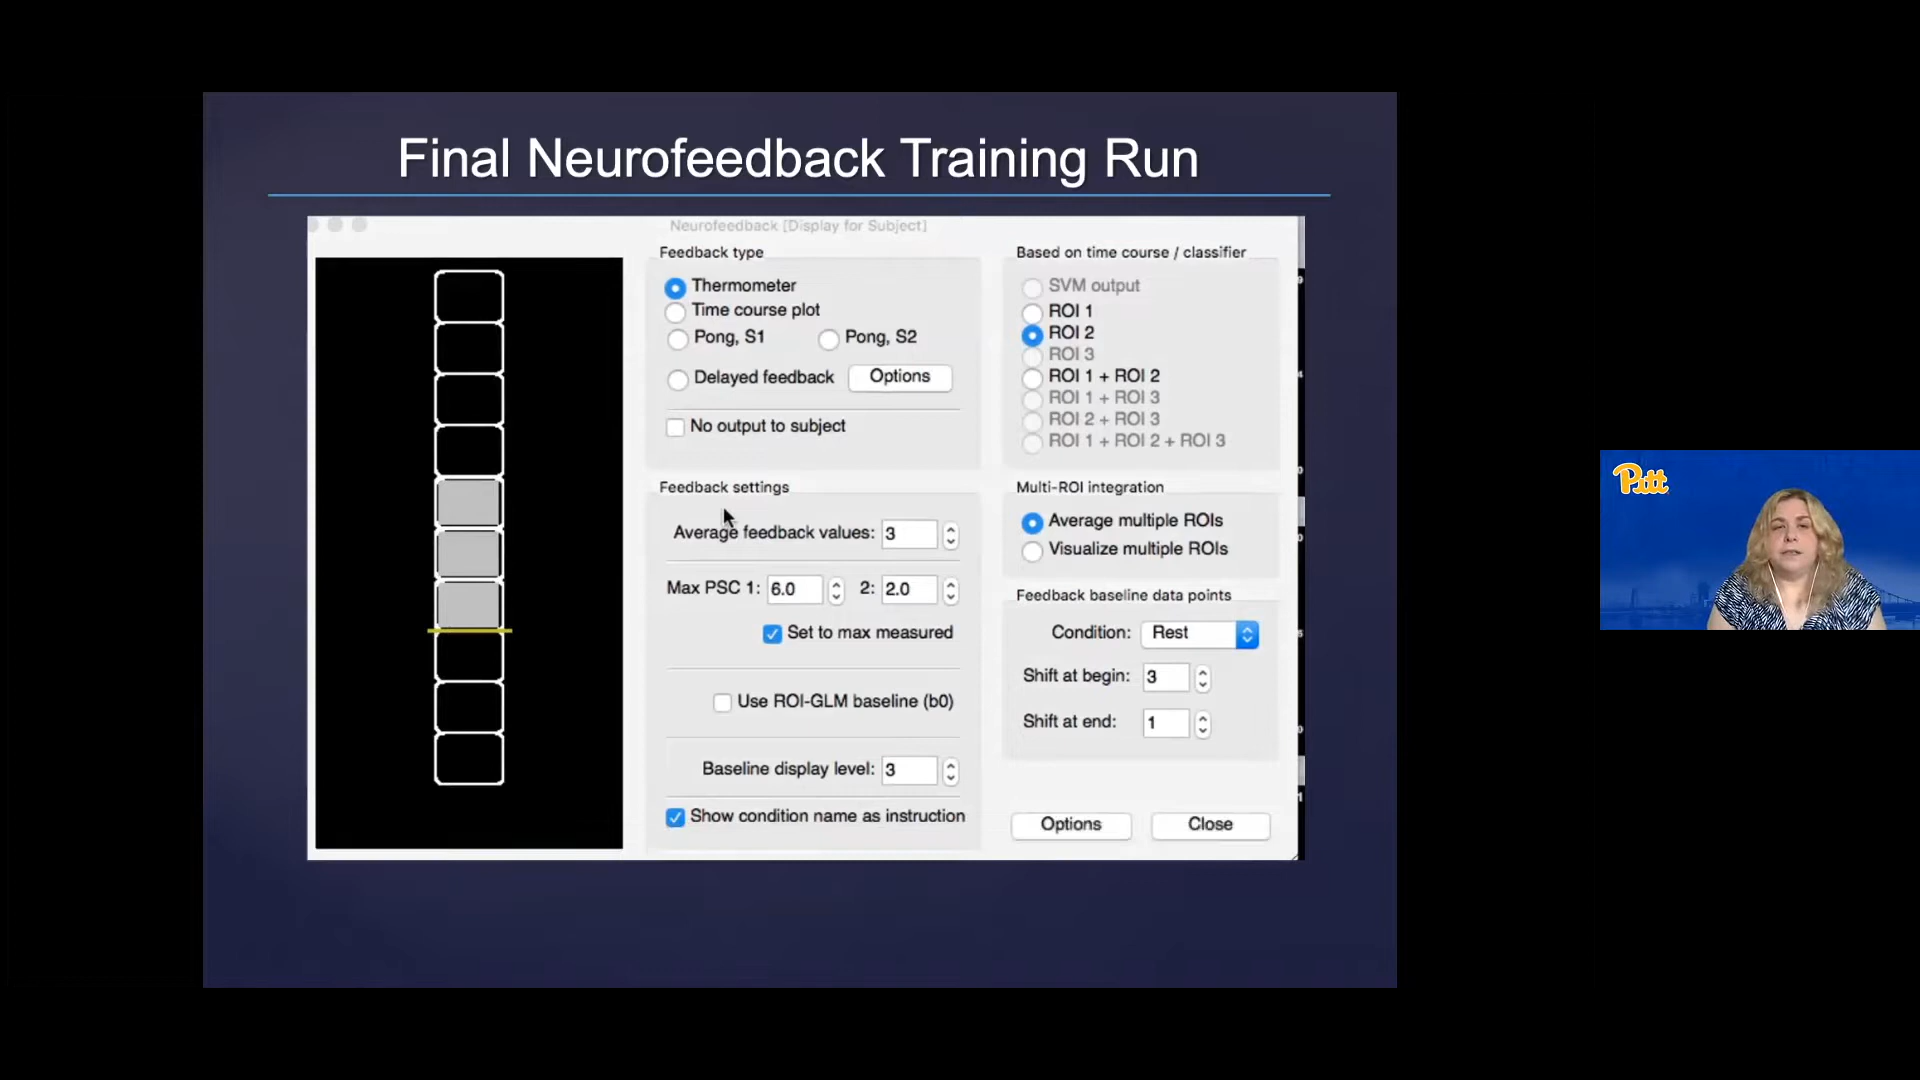 Final Neurofeedback Training Run
Neurofeedback [Display for Subject]
Feedback type
Thermometer
Time course plot
Pong, S1
Pong, S2
Delayed feedback
Options
No output to subject
Feedback settings
Average feedback values: 3
Max PSC 1: 6.0 2: 2.0
Set to max measured
Use ROI-GLM baseline (b0)
Baseline display level: 3
Show condition name as instruction
Based on time course / classifier
SVM output
ROI 1
ROI 2
ROI 3
ROI 1 + ROI 2
ROI 1 + ROI 3
ROI 2 + ROI 3
ROI 1 + ROI 2 + ROI 3
Multi-ROI integration
Average multiple ROIs
Visualize multiple ROIs
Feedback baseline data points
Condition: Rest
Shift at begin: 3
Shift at end: 1
Options
Close
Pitt